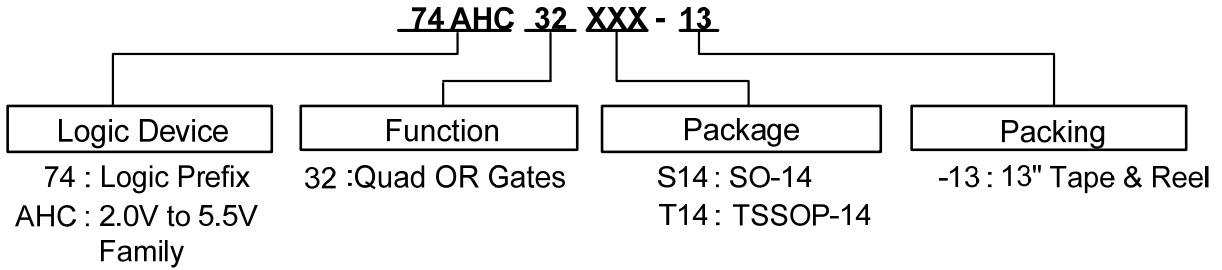 74 AHC 32 XXX - 13
Logic Device
Function
Package
Packing
74 : Logic Prefix
32 :Quad OR Gates
S14 : SO-14
-13 : 13" Tape & Reel
AHC : 2.0V to 5.5V
T14 : TSSOP-14
Family